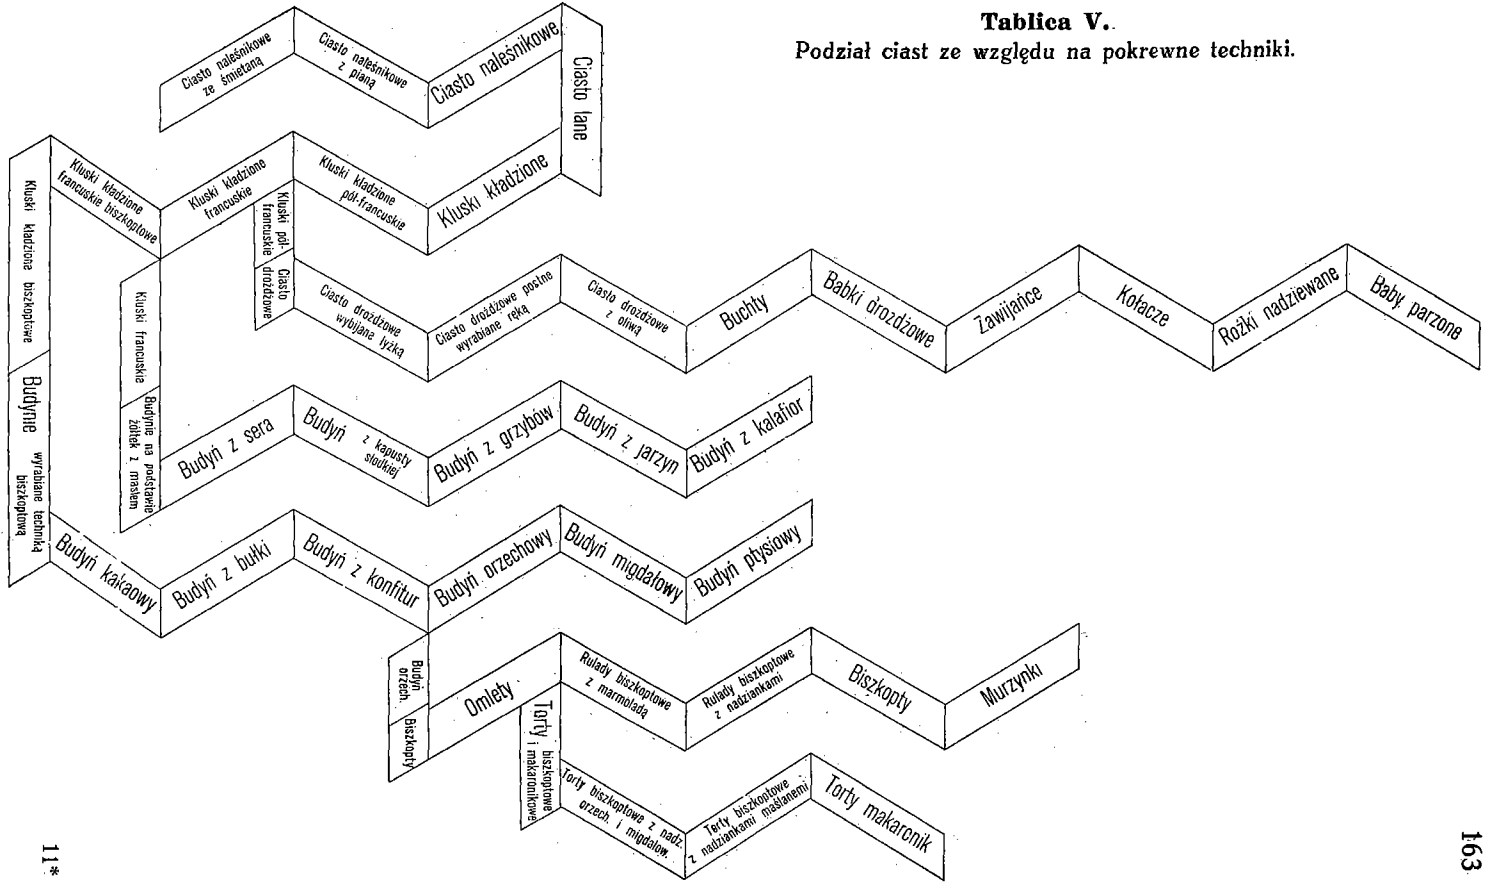 Tablica V.
Podział ciast ze względu na pokrewne techniki.
Ciasto naleśnikowe
ze śmietaną
Ciasto naleśnikowe
z pianą
Ciasto naleśnikowe
Ciasto lane
Kluski kładzione biszkoptowe
Kluski kładzione
francuskie biszkoptowe
Kluski kładzione
francuskie
Kluski kładzione
pół-francuskie
Kluski kładzione
Kluski pół-
francuskie
Ciasto
drożdżowe
Ciasto drożdżowe
wybijane łyżką
Ciasto drożdżowe postne
wyrabiane ręką
Ciasto drożdżowe
z oliwą
Buchty
Babki drożdżowe
Zawijańce
Kołacze
Rożki nadziewane
Baby parzone
Kluski francuskie
Budynie na podstawie
żółtek z masłem
Budyń z sera
Budyń z kapusty
słodkiej
Budyń z grzybów
Budyń z jarzyn
Budyń z kalafior
Budynie wyrabiane techniką
biszkoptową
Budyń kakaowy
Budyń z bułki
Budyń z konfitur
Budyń orzechowy
Budyń migdałowy
Budyń ptysiowy
Budyń
orzech.
Biszkopty
Omlety
Rulady biszkoptowe
z marmoladą
Rulady biszkoptowe
z nadziankami
Biszkopty
Murzynki
Torty biszkoptowe
i makaronikowe
Torty biszkoptowe z nadz.
orzech. i migdałow.
Torty biszkoptowe
z nadziankami maślanemi
Torty makaronik
11*
163